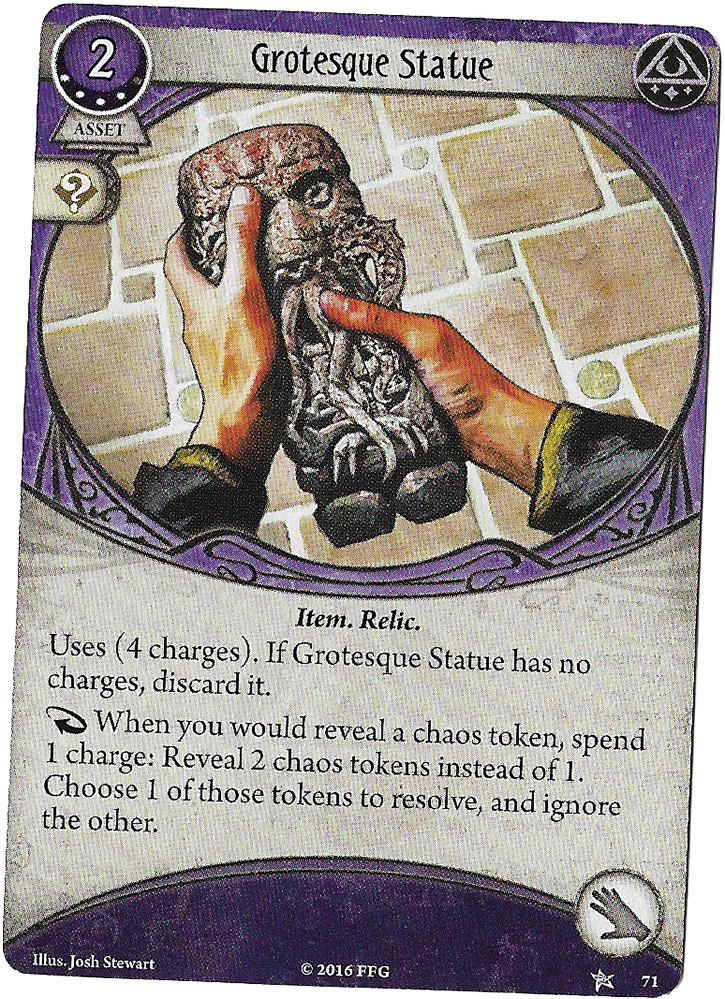 2
Grotesque Statue
ASSET
Item. Relic.
Uses (4 charges). If Grotesque Statue has no
charges, discard it.
When you would reveal a chaos token, spend
1 charge: Reveal 2 chaos tokens instead of 1.
Choose 1 of those tokens to resolve, and ignore
the other.
Illus. Josh Stewart
© 2016 FFG
71